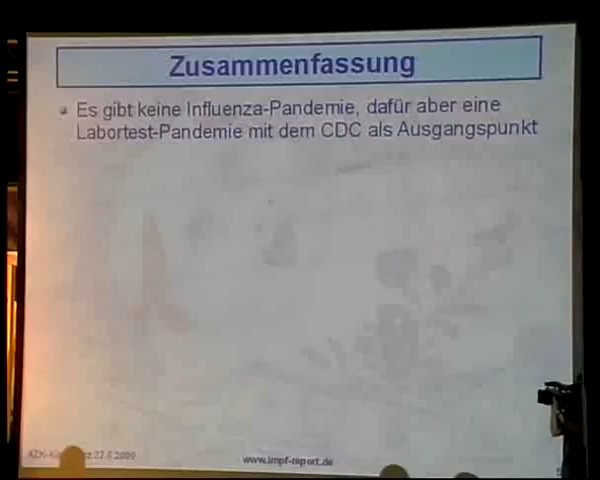 Zusammenfassung
Es gibt keine Influenza-Pandemie, dafür aber eine
Labortest-Pandemie mit dem CDC als Ausgangspunkt
www.impf-report.de